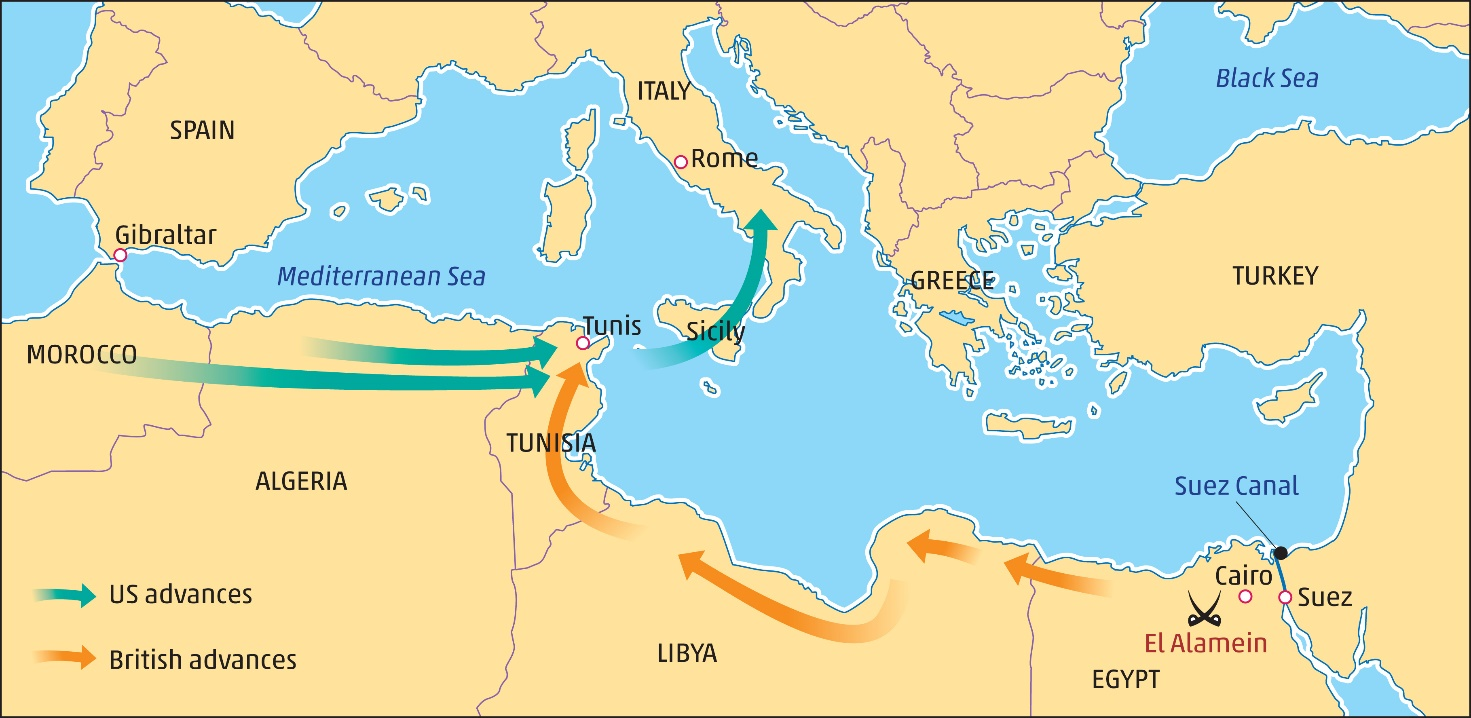 Black Sea
ITALY
SPAIN
Rome
Gibraltar
Mediterranean Sea
GREECE
TURKEY
Tunis
Sicily
MOROCCO
TUNISIA
ALGERIA
Suez Canal
Cairo
Suez
El Alamein
LIBYA
EGYPT
US advances
British advances